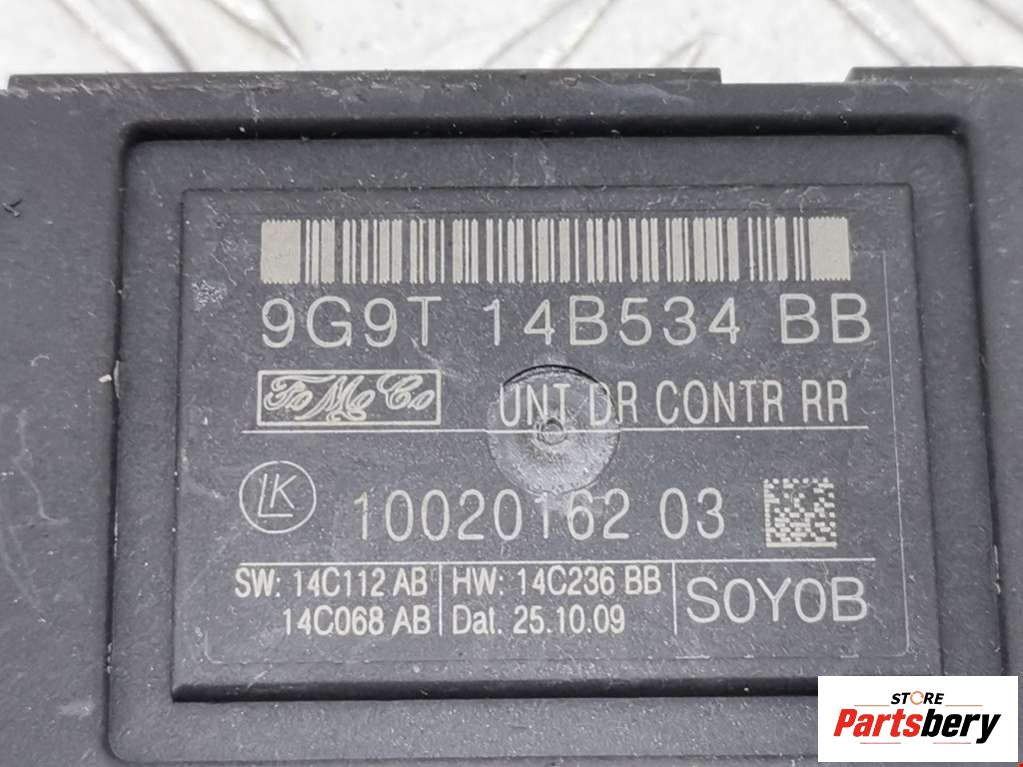 9G9T 14B534 BB
FoMoCo UNT DR CONTR RR
LK 10020162 03
SW: 14C112 AB HW: 14C236 BB S0Y0B
14C068 AB Dat. 25.10.09
STORE
Partsbery